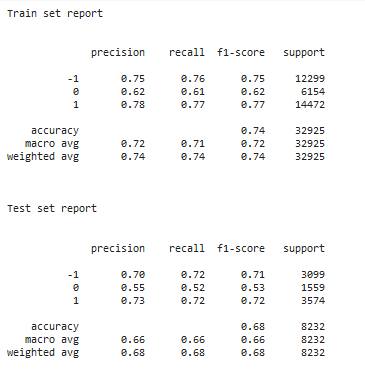 Train set report
precision recall f1-score support
-1 0.75 0.76 0.75 12299
0 0.62 0.61 0.62 6154
1 0.78 0.77 0.77 14472
accuracy 0.74 32925
macro avg 0.72 0.71 0.72 32925
weighted avg 0.74 0.74 0.74 32925
Test set report
precision recall f1-score support
-1 0.70 0.72 0.71 3099
0 0.55 0.52 0.53 1559
1 0.73 0.72 0.72 3574
accuracy 0.68 8232
macro avg 0.66 0.66 0.66 8232
weighted avg 0.68 0.68 0.68 8232